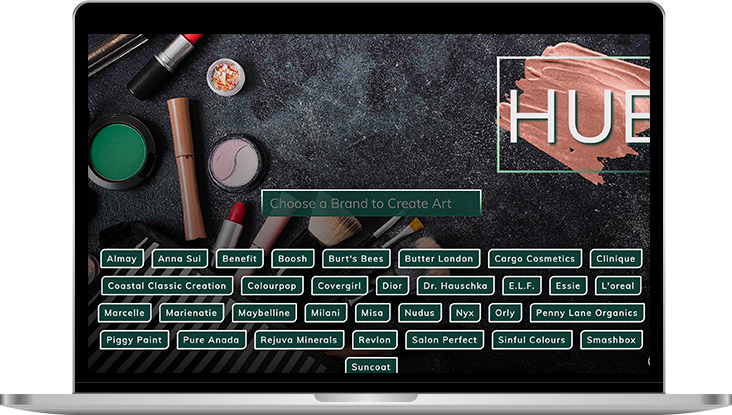 HUE
Choose a Brand to Create Art
Almay Anna Sui Benefit Boosh Burt's Bees Butter London Cargo Cosmetics Clinique
Coastal Classic Creation Colourpop Covergirl Dior Dr. Hauschka E.L.F. Essie L'oreal
Marcelle Marienatie Maybelline Milani Misa Nudus Nyx Orly Penny Lane Organics
Piggy Paint Pure Anada Rejuva Minerals Revlon Salon Perfect Sinful Colours Smashbox
Suncoat